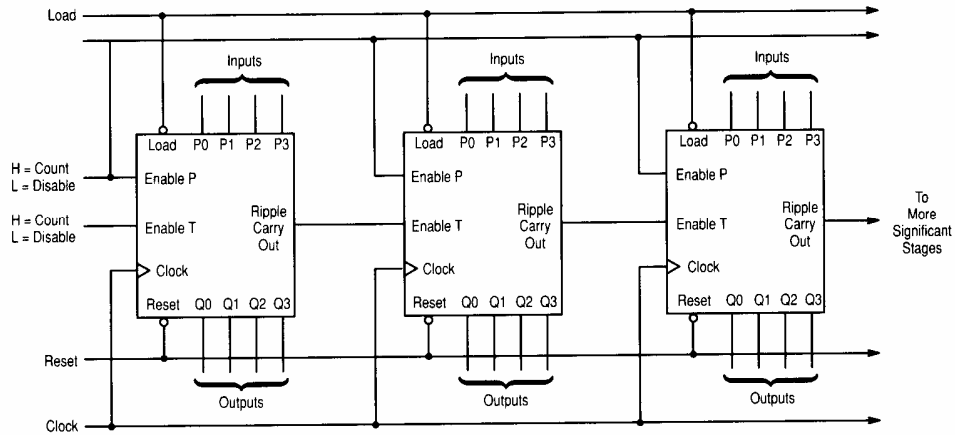 Load
Inputs
Inputs
Inputs
Load P0 P1 P2 P3
Load P0 P1 P2 P3
Load P0 P1 P2 P3
H = Count
L = Disable
Enable P
Enable P
Enable P
H = Count
L = Disable
Enable T
Ripple
Carry
Out
Enable T
Ripple
Carry
Out
Enable T
Ripple
Carry
Out
To
More
Significant
Stages
Clock
Clock
Clock
Reset Q0 Q1 Q2 Q3
Reset Q0 Q1 Q2 Q3
Reset Q0 Q1 Q2 Q3
Reset
Outputs
Outputs
Outputs
Clock